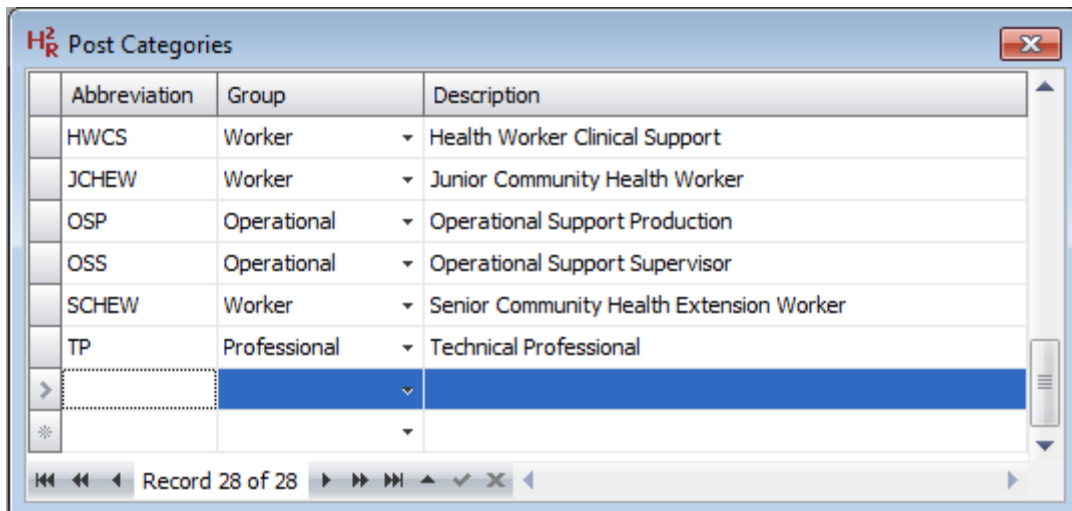 H2R Post Categories
Abbreviation Group Description
HWCS Worker Health Worker Clinical Support
JCHEW Worker Junior Community Health Worker
OSP Operational Operational Support Production
OSS Operational Operational Support Supervisor
SCHEW Worker Senior Community Health Extension Worker
TP Professional Technical Professional
Record 28 of 28